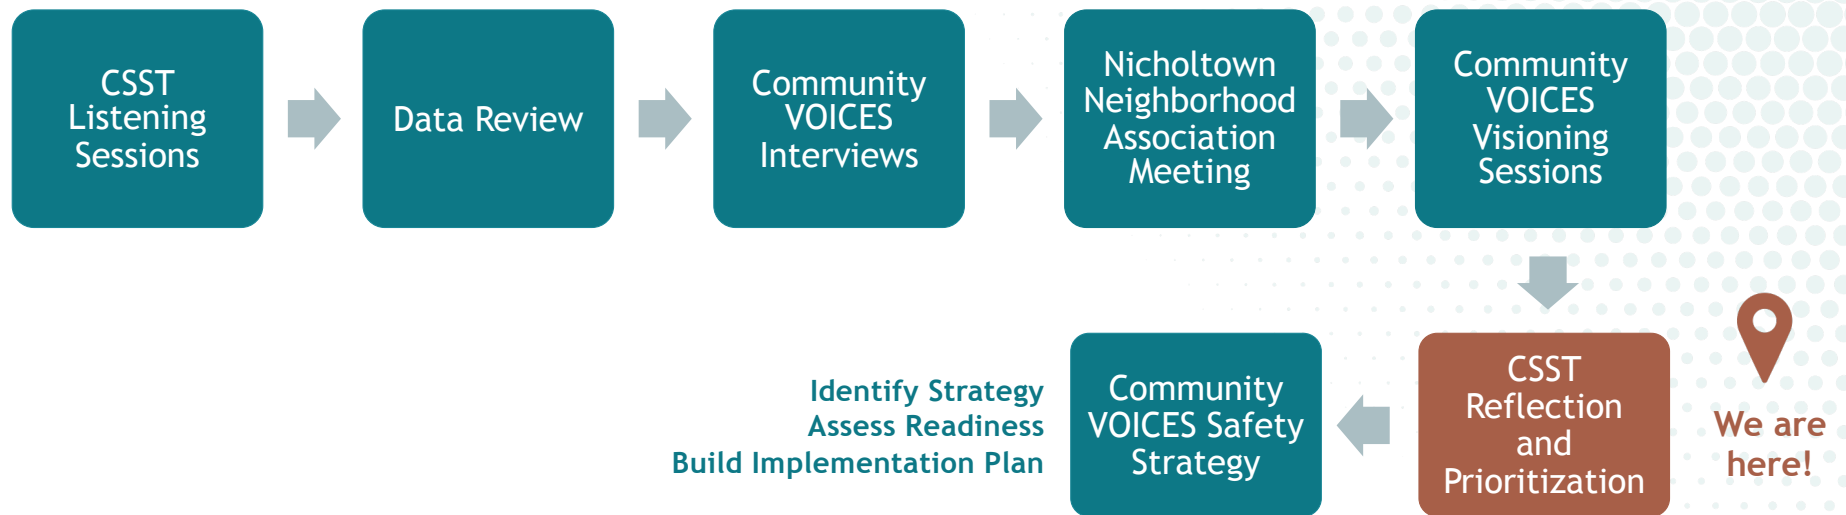 CSST
Listening
Sessions
Data Review
Community
VOICES
Interviews
Nicholtown
Neighborhood
Association
Meeting
Community
VOICES
Visioning
Sessions
CSST
Reflection
and
Prioritization
We are
here!
Community
VOICES Safety
Strategy
Identify Strategy
Assess Readiness
Build Implementation Plan